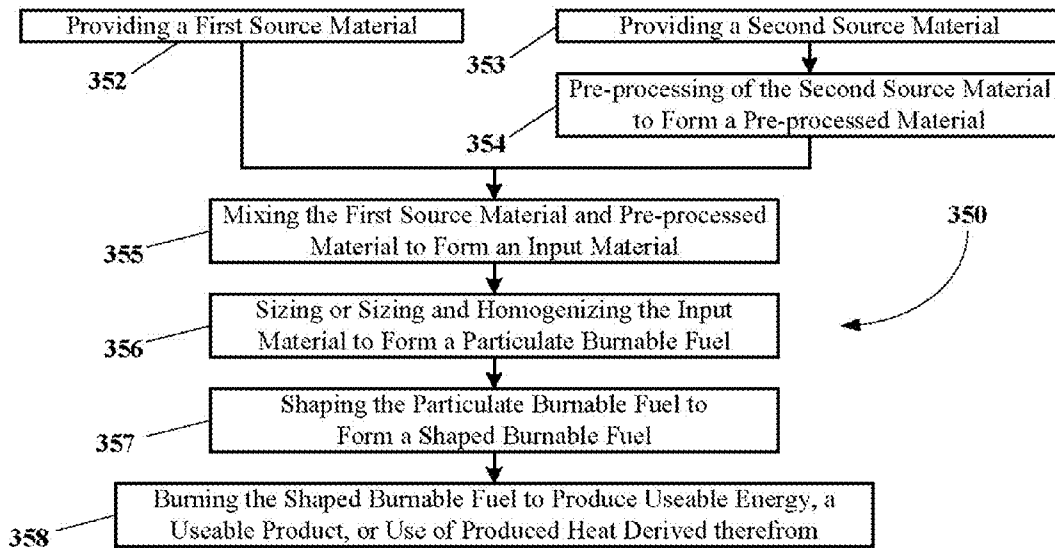 Providing a First Source Material
352
Providing a Second Source Material
353
Pre-processing of the Second Source Material
to Form a Pre-processed Material
354
Mixing the First Source Material and Pre-processed
Material to Form an Input Material
355
350
Sizing or Sizing and Homogenizing the Input
Material to Form a Particulate Burnable Fuel
356
Shaping the Particulate Burnable Fuel to
Form a Shaped Burnable Fuel
357
Burning the Shaped Burnable Fuel to Produce Useable Energy, a
Useable Product, or Use of Produced Heat Derived therefrom
358